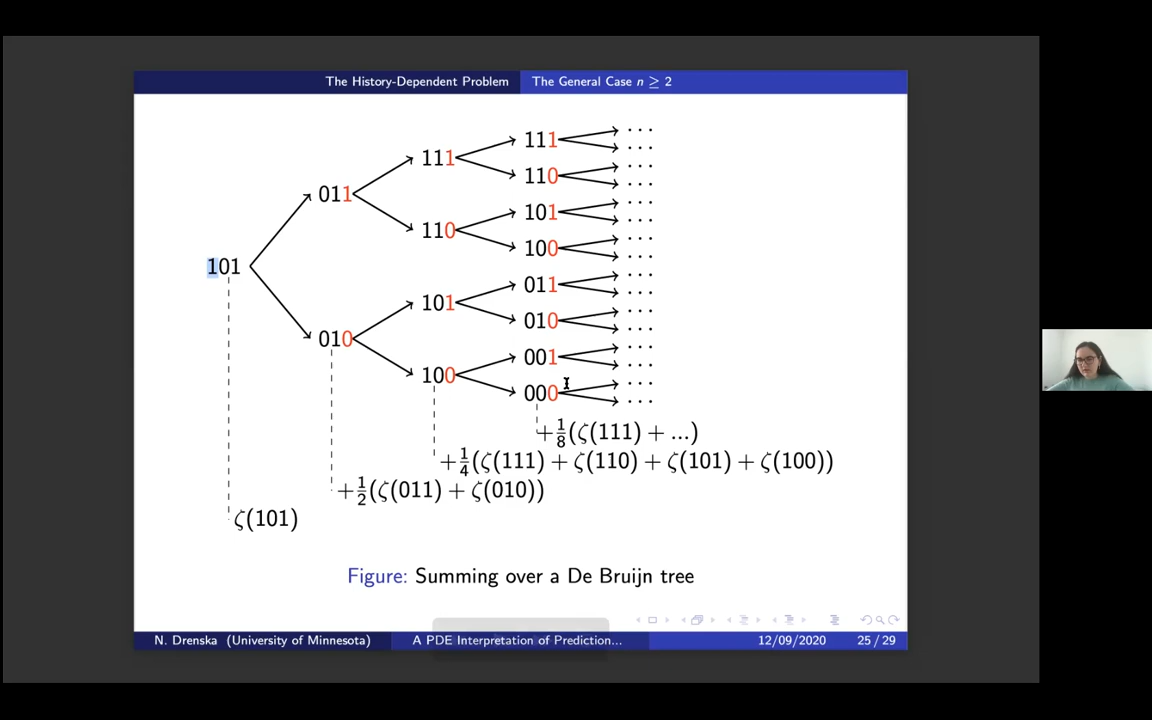 The History-Dependent Problem The General Case n ≥ 2
111 ...
...
111 ...
110 ...
011 ...
101 ...
110 ...
100 ...
101 ...
011 ...
101 ...
010 ...
010 ...
001 ...
100 ...
000 ...
...
+1/8(ζ(111) + ...)
+1/4(ζ(111) + ζ(110) + ζ(101) + ζ(100))
+1/2(ζ(011) + ζ(010))
ζ(101)
Figure: Summing over a De Bruijn tree
N. Drenska (University of Minnesota) A PDE Interpretation of Prediction... 12/09/2020 25 / 29